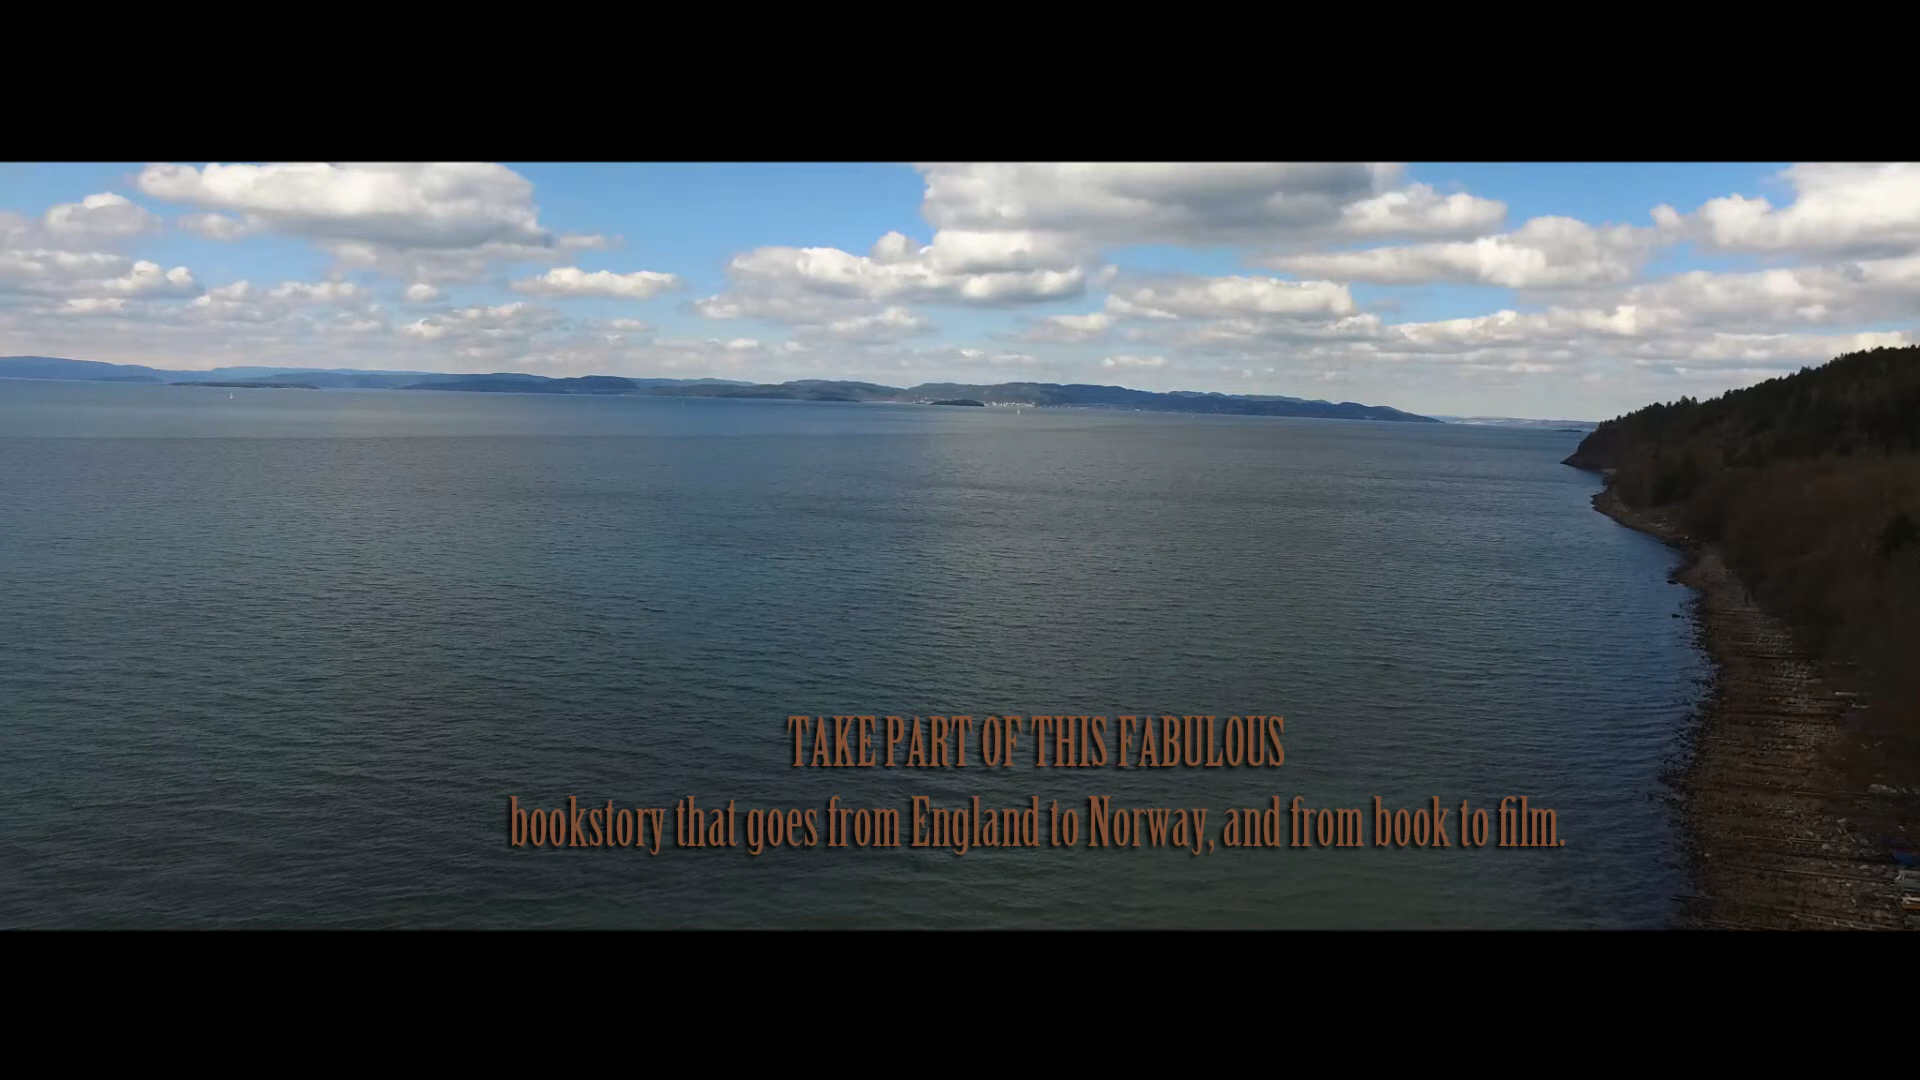 TAKE PART OF THIS FABULOUS
bookstory that goes from England to Norway, and from book to film.